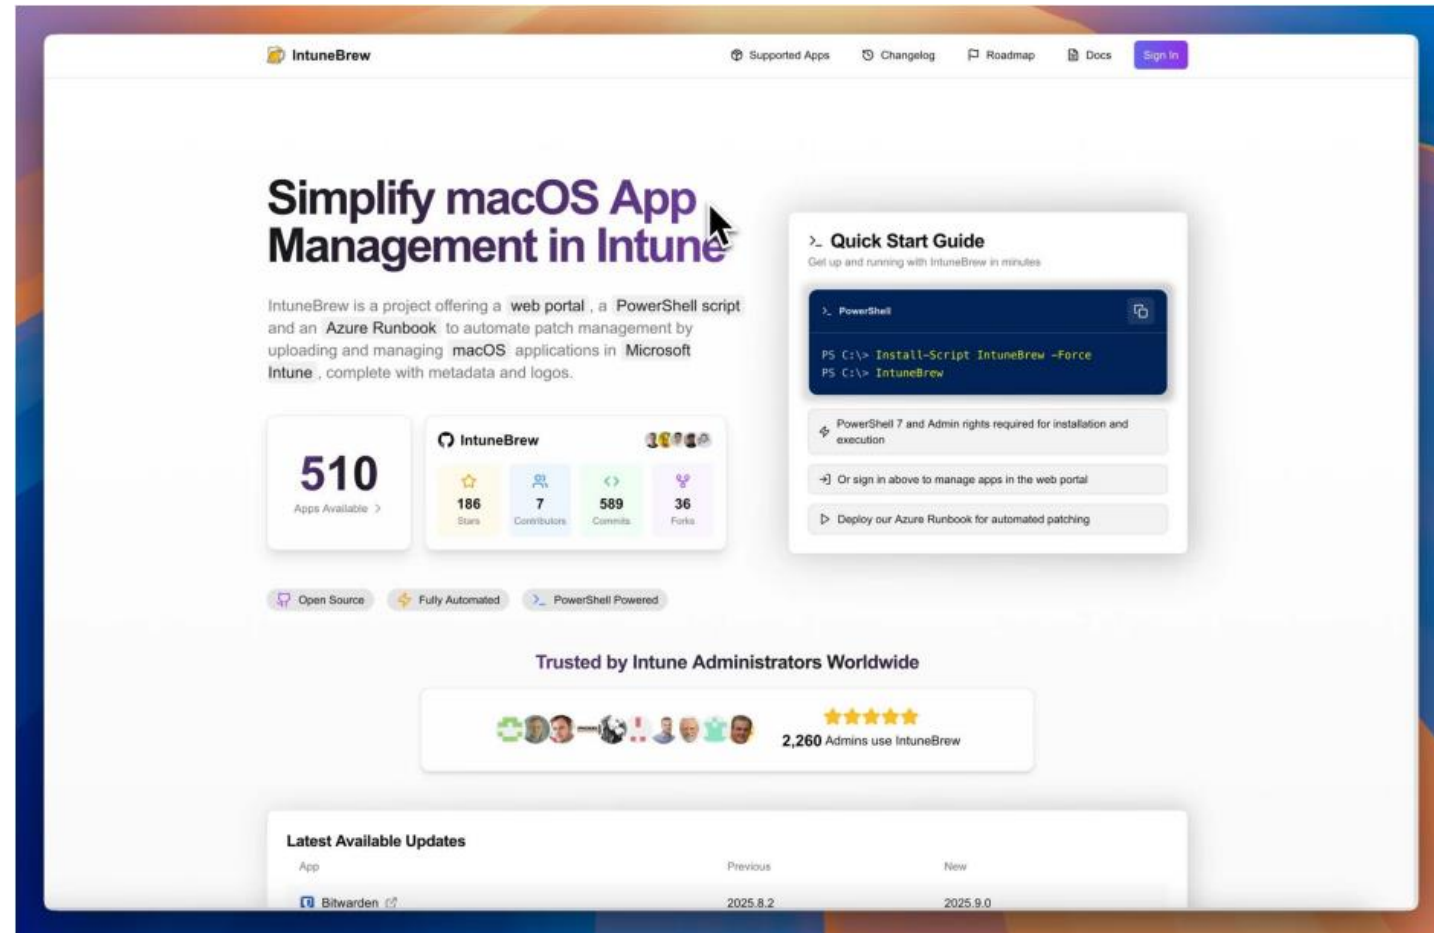 IntuneBrew
Supported Apps
Changelog
Roadmap
Docs
Sign In
Simplify macOS App
Management in Intune
IntuneBrew is a project offering a web portal , a PowerShell script
and an Azure Runbook to automate patch management by
uploading and managing macOS applications in Microsoft
Intune , complete with metadata and logos.
510
Apps Available
IntuneBrew
186
Stars
7
Contributors
589
Commits
36
Forks
Open Source
Fully Automated
PowerShell Powered
>_ Quick Start Guide
Get up and running with IntuneBrew in minutes
>_ PowerShell
PS C:\> Install-Script IntuneBrew -Force
PS C:\> IntuneBrew
PowerShell 7 and Admin rights required for installation and
execution
Or sign in above to manage apps in the web portal
Deploy our Azure Runbook for automated patching
Trusted by Intune Administrators Worldwide
2,260 Admins use IntuneBrew
Latest Available Updates
App Previous New
Bitwarden 2025.8.2 2025.9.0